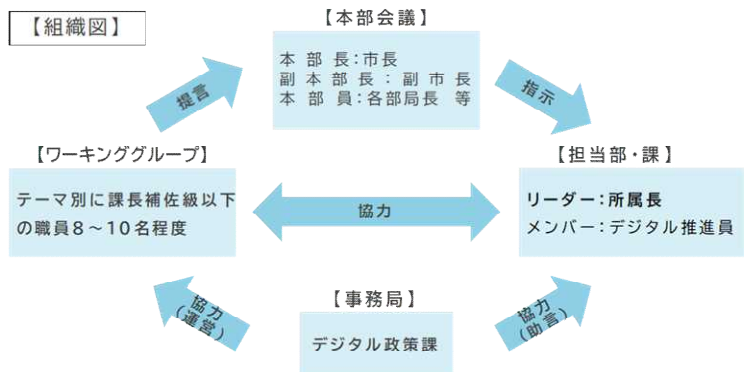 【組織図】
【本部会議】
本部長：市長
副本部長：副市長
本部員：各部局長 等
提言
指示
【ワーキンググループ】
テーマ別に課長補佐級以下
の職員８～１０名程度
協力
【担当部・課】
リーダー：所属長
メンバー：デジタル推進員
協力
（運営）
【事務局】
デジタル政策課
協力
（助言）